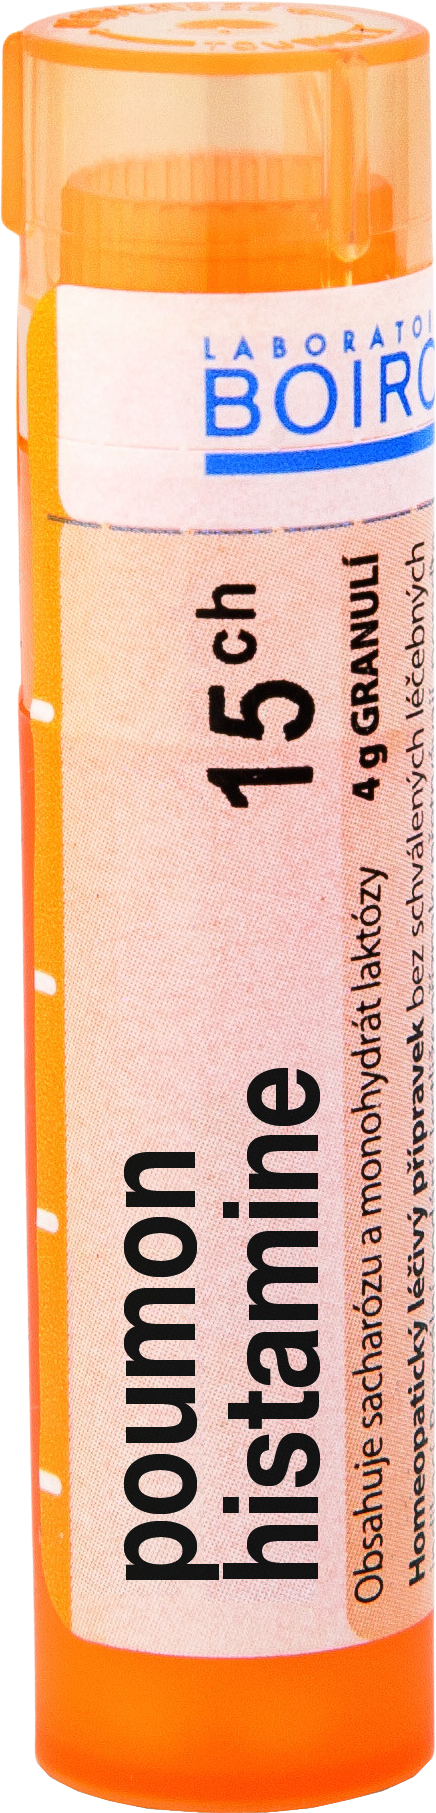 LABORATOI
BOIRO
poumon
histamine
15 ch
Obsahuje sacharózu a monohydrát laktózy 4 g GRANULÍ
Homeopatický léčivý přípravek bez schválených léčebných